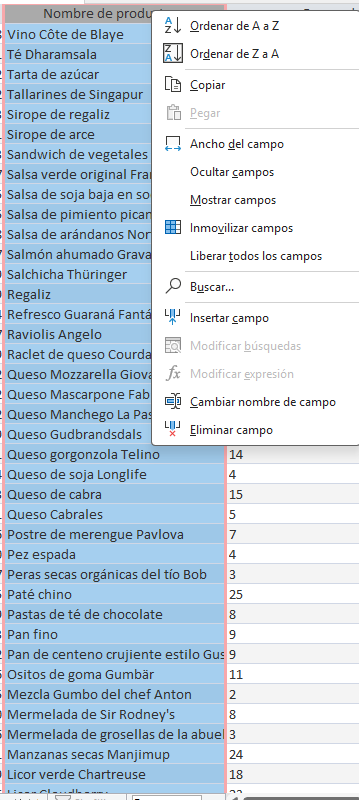 Nombre de produc
Ordenar de A a Z
Ordenar de Z a A
Copiar
Pegar
Ancho del campo
Ocultar campos
Mostrar campos
Inmovilizar campos
Liberar todos los campos
Buscar...
Insertar campo
Modificar búsquedas
Modificar expresión
Cambiar nombre de campo
Eliminar campo
Vino Côte de Blaye
Té Dharamsala
Tarta de azúcar
Tallarines de Singapur
Sirope de regaliz
Sirope de arce
Sandwich de vegetales
Salsa verde original Fran
Salsa de soja baja en so
Salsa de pimiento pican
Salsa de arándanos Nor
Salmón ahumado Grava
Salchicha Thüringer
Regaliz
Refresco Guaraná Fantá
Raviolis Angelo
Raclet de queso Courda
Queso Mozzarella Giova
Queso Mascarpone Fab
Queso Manchego La Pas
Queso Gudbrandsdals
Queso gorgonzola Telino 14
Queso de soja Longlife 4
Queso de cabra 15
Queso Cabrales 5
Postre de merengue Pavlova 7
Pez espada 4
Peras secas orgánicas del tío Bob 3
Paté chino 25
Pastas de té de chocolate 8
Pan fino 9
Pan de centeno crujiente estilo Gus 9
Ositos de goma Gumbär 11
Mezcla Gumbo del chef Anton 2
Mermelada de Sir Rodney's 8
Mermelada de grosellas de la abuel 3
Manzanas secas Manjimup 24
Licor verde Chartreuse 18
Licor Cloudberry 23